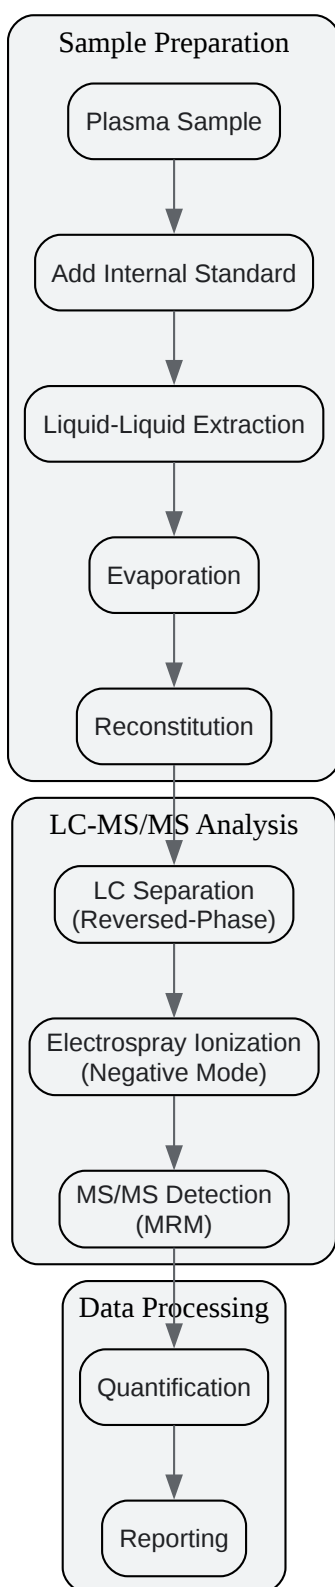 Sample Preparation
Plasma Sample
Add Internal Standard
Liquid-Liquid Extraction
Evaporation
Reconstitution
LC-MS/MS Analysis
LC Separation
(Reversed-Phase)
Electrospray Ionization
(Negative Mode)
MS/MS Detection
(MRM)
Data Processing
Quantification
Reporting